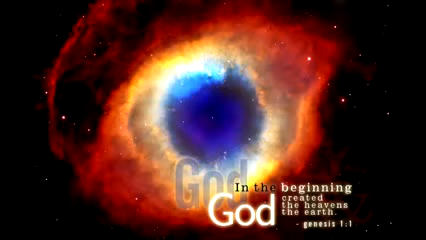 God
In the beginning
God created
the heavens
the earth.
- genesis 1:1